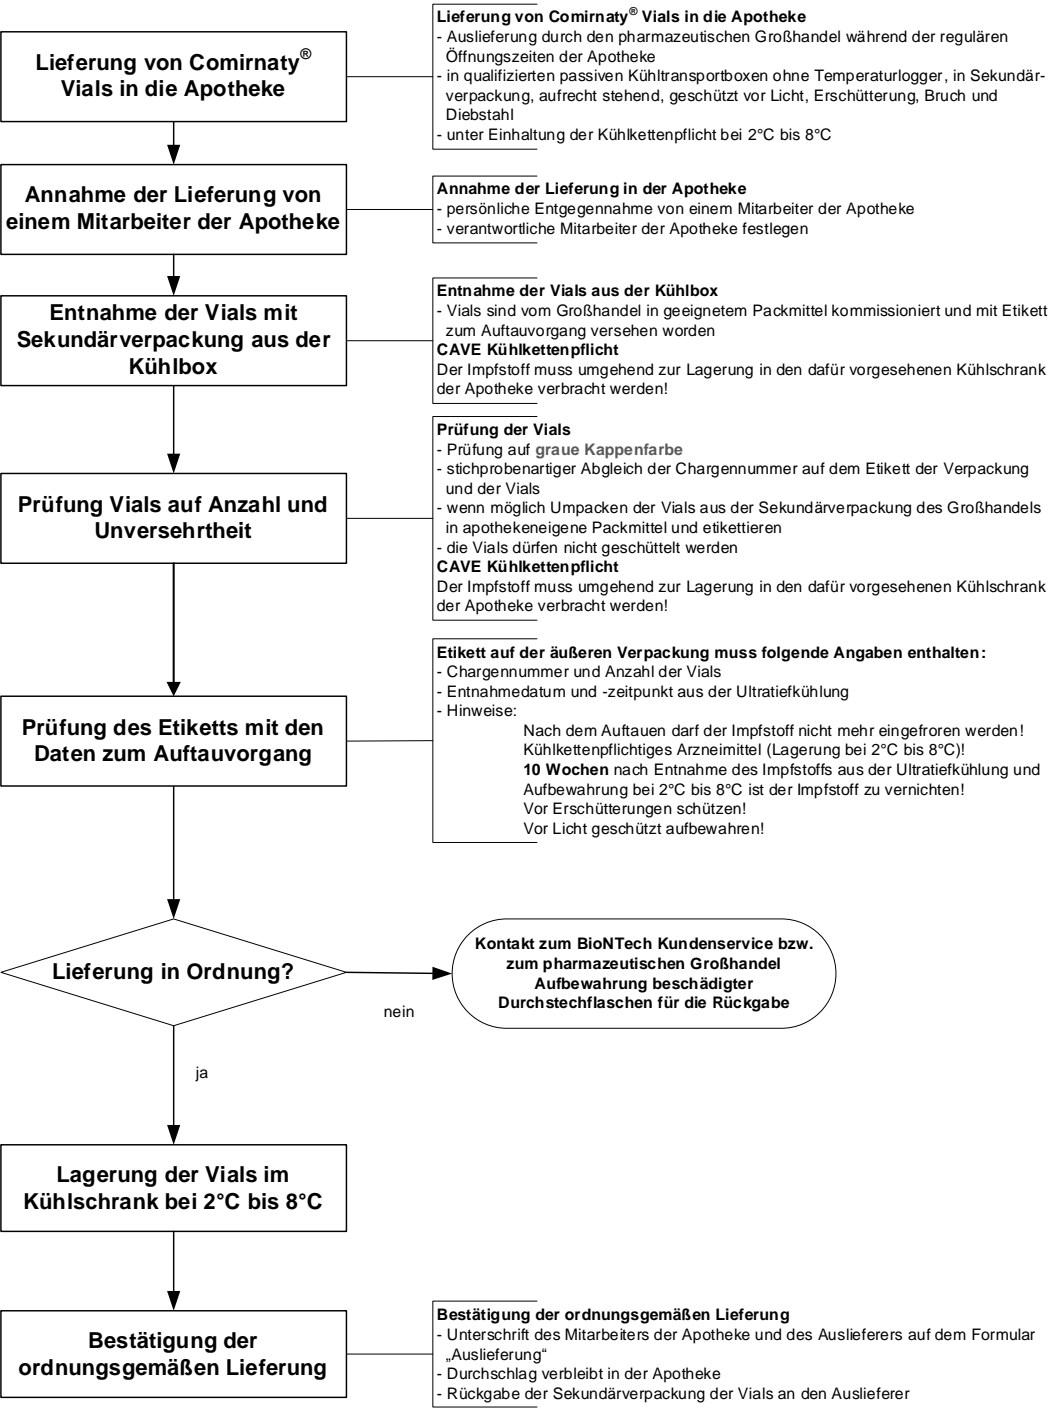 Lieferung von Comirnaty®
Vials in die Apotheke
Lieferung von Comirnaty® Vials in die Apotheke
- Auslieferung durch den pharmazeutischen Großhandel während der regulären
Öffnungszeiten der Apotheke
- in qualifizierten passiven Kühltransportboxen ohne Temperaturlogger, in Sekundär-
verpackung, aufrecht stehend, geschützt vor Licht, Erschütterung, Bruch und
Diebstahl
- unter Einhaltung der Kühlkettenpflicht bei 2°C bis 8°C
Annahme der Lieferung von
einem Mitarbeiter der Apotheke
Annahme der Lieferung in der Apotheke
- persönliche Entgegennahme von einem Mitarbeiter der Apotheke
- verantwortliche Mitarbeiter der Apotheke festlegen
Entnahme der Vials mit
Sekundärverpackung aus der
Kühlbox
Entnahme der Vials aus der Kühlbox
- Vials sind vom Großhandel in geeignetem Packmittel kommissioniert und mit Etikett
zum Auftauvorgang versehen worden
CAVE Kühlkettenpflicht
Der Impfstoff muss umgehend zur Lagerung in den dafür vorgesehenen Kühlschrank
der Apotheke verbracht werden!
Prüfung Vials auf Anzahl und
Unversehrtheit
Prüfung der Vials
- Prüfung auf graue Kappenfarbe
- stichprobenartiger Abgleich der Chargennummer auf dem Etikett der Verpackung
und der Vials
- wenn möglich Umpacken der Vials aus der Sekundärverpackung des Großhandels
in apothekeneigene Packmittel und etikettieren
- die Vials dürfen nicht geschüttelt werden
CAVE Kühlkettenpflicht
Der Impfstoff muss umgehend zur Lagerung in den dafür vorgesehenen Kühlschrank
der Apotheke verbracht werden!
Prüfung des Etiketts mit den
Daten zum Auftauvorgang
Etikett auf der äußeren Verpackung muss folgende Angaben enthalten:
- Chargennummer und Anzahl der Vials
- Entnahmedatum und -zeitpunkt aus der Ultratiefkühlung
- Hinweise:
Nach dem Auftauen darf der Impfstoff nicht mehr eingefroren werden!
Kühlkettenpflichtiges Arzneimittel (Lagerung bei 2°C bis 8°C)!
10 Wochen nach Entnahme des Impfstoffs aus der Ultratiefkühlung und
Aufbewahrung bei 2°C bis 8°C ist der Impfstoff zu vernichten!
Vor Erschütterungen schützen!
Vor Licht geschützt aufbewahren!
Lieferung in Ordnung?
nein
Kontakt zum BioNTech Kundenservice bzw.
zum pharmazeutischen Großhandel
Aufbewahrung beschädigter
Durchstechflaschen für die Rückgabe
ja
Lagerung der Vials im
Kühlschrank bei 2°C bis 8°C
Bestätigung der
ordnungsgemäßen Lieferung
Bestätigung der ordnungsgemäßen Lieferung
- Unterschrift des Mitarbeiters der Apotheke und des Auslieferers auf dem Formular
„Auslieferung“
- Durchschlag verbleibt in der Apotheke
- Rückgabe der Sekundärverpackung der Vials an den Auslieferer